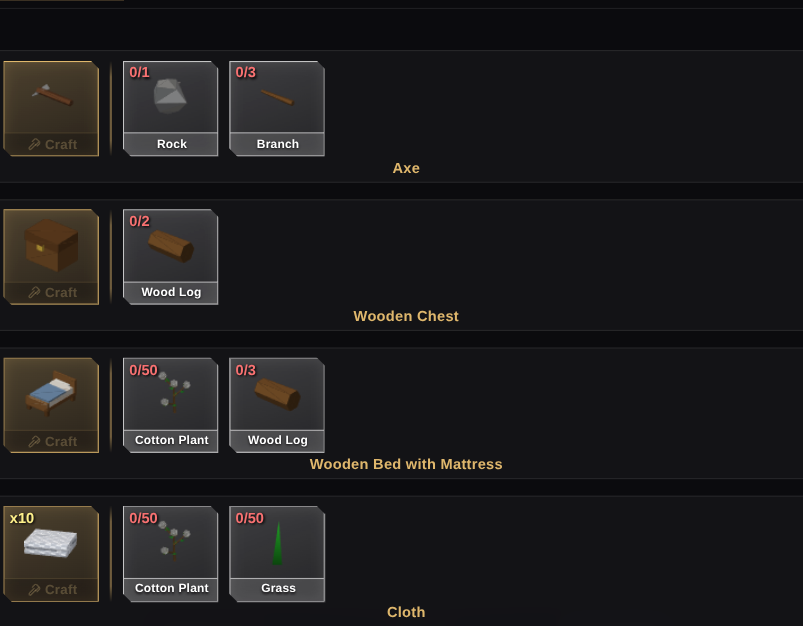 0/1
0/3
Craft
Rock
Branch
Axe
0/2
Craft
Wood Log
Wooden Chest
0/50
0/3
Craft
Cotton Plant
Wood Log
Wooden Bed with Mattress
x10
0/50
0/50
Craft
Cotton Plant
Grass
Cloth